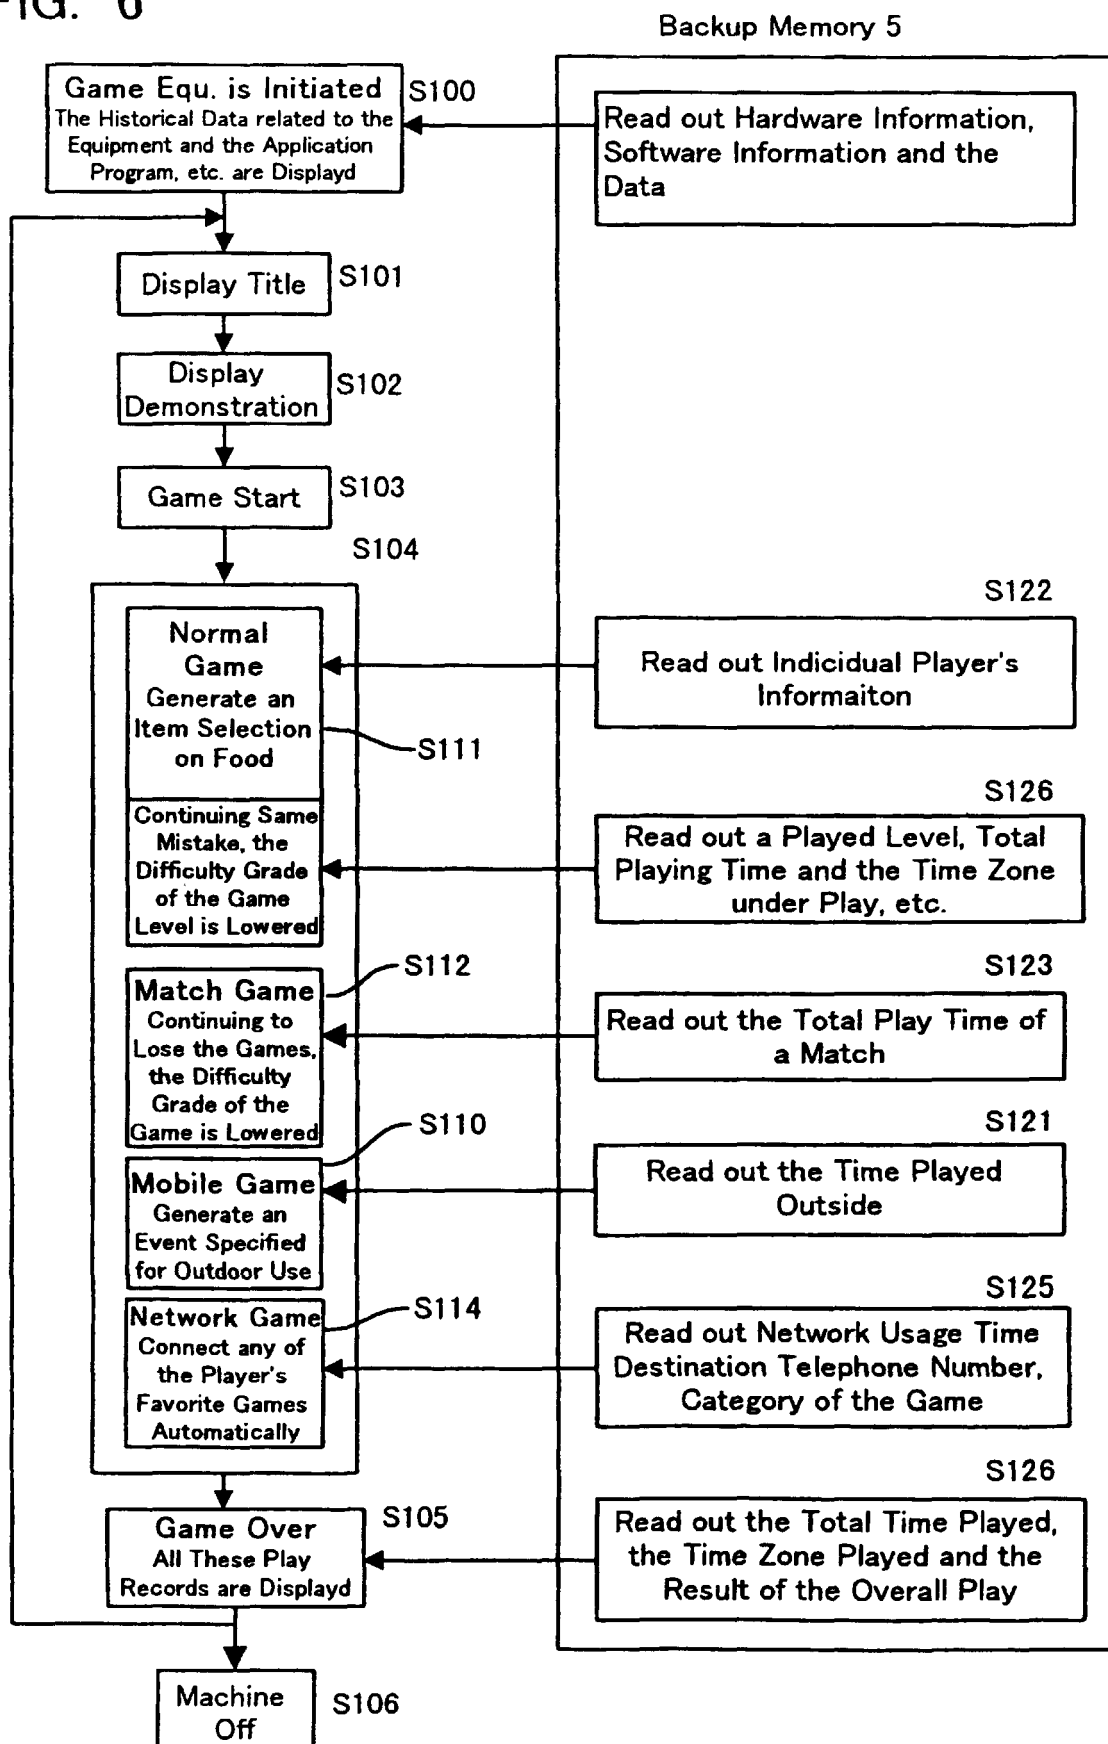 FIG. 6
Backup Memory 5
Game Equ. is Initiated
The Historical Data related to the
Equipment and the Application
Program, etc. are Displayd
S100
Read out Hardware Information,
Software Information and the
Data
Display Title
S101
Display
Demonstration
S102
Game Start
S103
S104
Normal
Game
Generate an
Item Selection
on Food
S111
S122
Read out Indicidual Player's
Informaiton
Continuing Same
Mistake, the
Difficulty Grade
of the Game
Level is Lowered
S126
Read out a Played Level, Total
Playing Time and the Time Zone
under Play, etc.
S112
Match Game
Continuing to
Lose the Games,
the Difficulty
Grade of the
Game is Lowered
S123
Read out the Total Play Time of
a Match
S110
Mobile Game
Generate an
Event Specified
for Outdoor Use
S121
Read out the Time Played
Outside
S114
Network Game
Connect any of
the Player's
Favorite Games
Automatically
S125
Read out Network Usage Time
Destination Telephone Number,
Category of the Game
S105
Game Over
All These Play
Records are Displayd
S126
Read out the Total Time Played,
the Time Zone Played and the
Result of the Overall Play
Machine
Off
S106